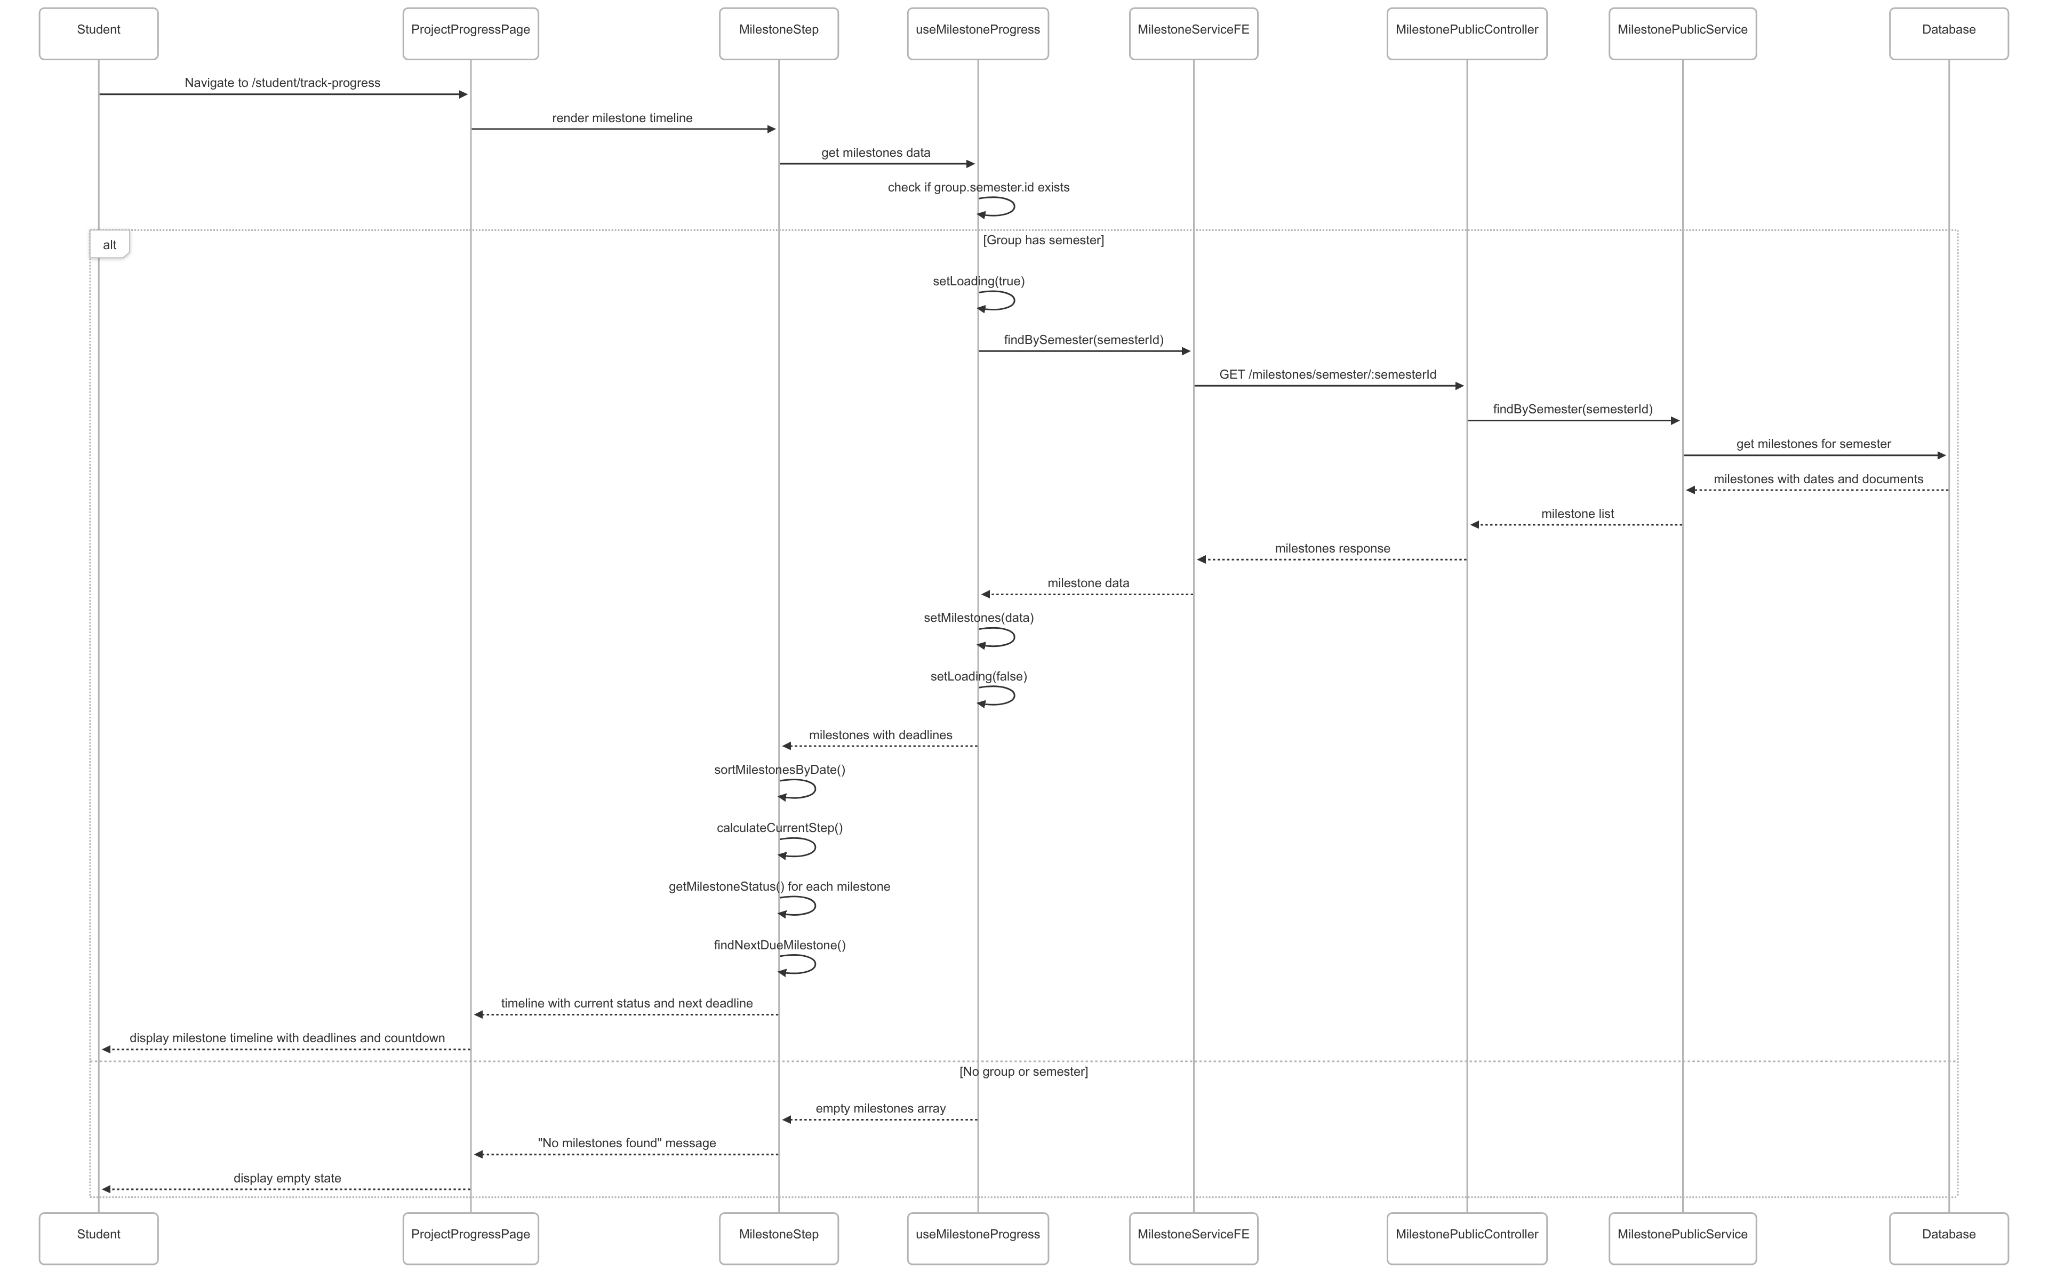 Student
ProjectProgressPage
MilestoneStep
useMilestoneProgress
MilestoneServiceFE
MilestonePublicController
MilestonePublicService
Database
Navigate to /student/track-progress
render milestone timeline
get milestones data
check if group.semester.id exists
alt
[Group has semester]
setLoading(true)
findBySemester(semesterId)
GET /milestones/semester/:semesterId
findBySemester(semesterId)
get milestones for semester
milestones with dates and documents
milestone list
milestones response
milestone data
setMilestones(data)
setLoading(false)
milestones with deadlines
sortMilestonesByDate()
calculateCurrentStep()
getMilestoneStatus() for each milestone
findNextDueMilestone()
timeline with current status and next deadline
display milestone timeline with deadlines and countdown
[No group or semester]
empty milestones array
"No milestones found" message
display empty state
Student
ProjectProgressPage
MilestoneStep
useMilestoneProgress
MilestoneServiceFE
MilestonePublicController
MilestonePublicService
Database